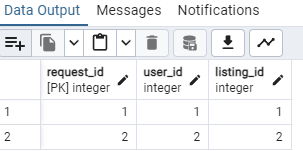 Data Output Messages Notifications
request_id user_id listing_id
[PK] integer integer integer
1 1 1 1
2 2 2 2